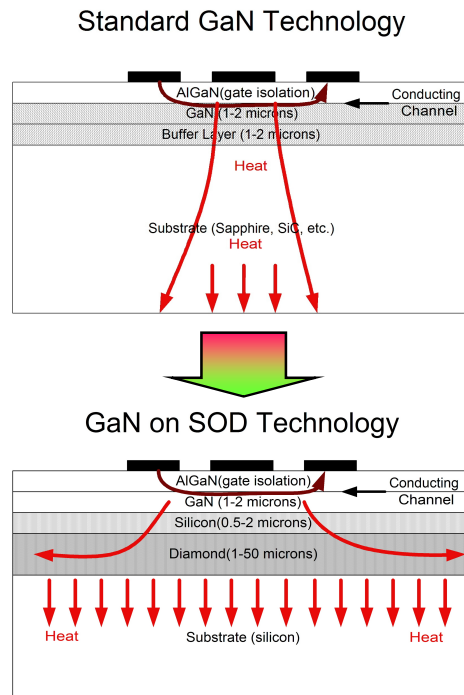 Standard GaN Technology
AlGaN(gate isolation)
Conducting
Channel
GaN (1-2 microns)
Buffer Layer (1-2 microns)
Heat
Substrate (Sapphire, SiC, etc.)
Heat
GaN on SOD Technology
AlGaN(gate isolation)
Conducting
Channel
GaN (1-2 microns)
Silicon(0.5-2 microns)
Diamond(1-50 microns)
Heat
Substrate (silicon)
Heat